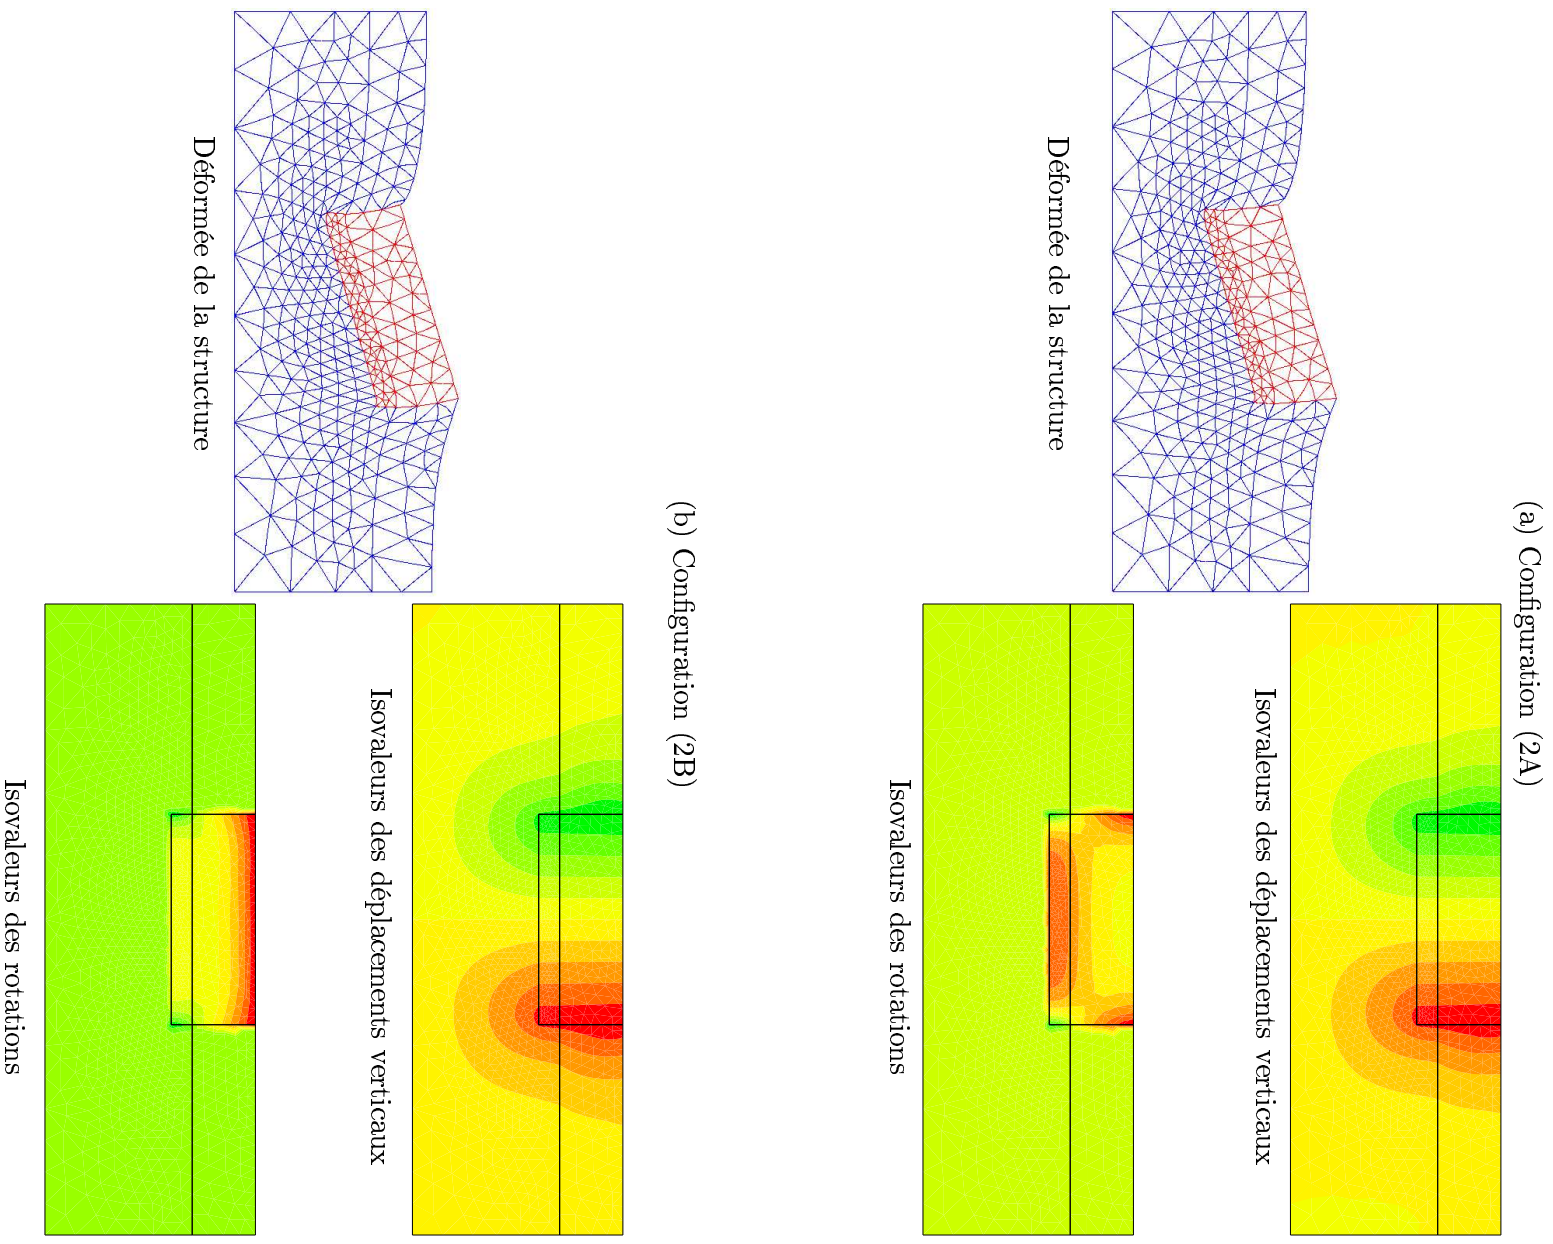 Déformée de la structure
Isovaleurs des déplacements verticaux
Isovaleurs des rotations
(a) Configuration (2A)
Déformée de la structure
Isovaleurs des déplacements verticaux
Isovaleurs des rotations
(b) Configuration (2B)